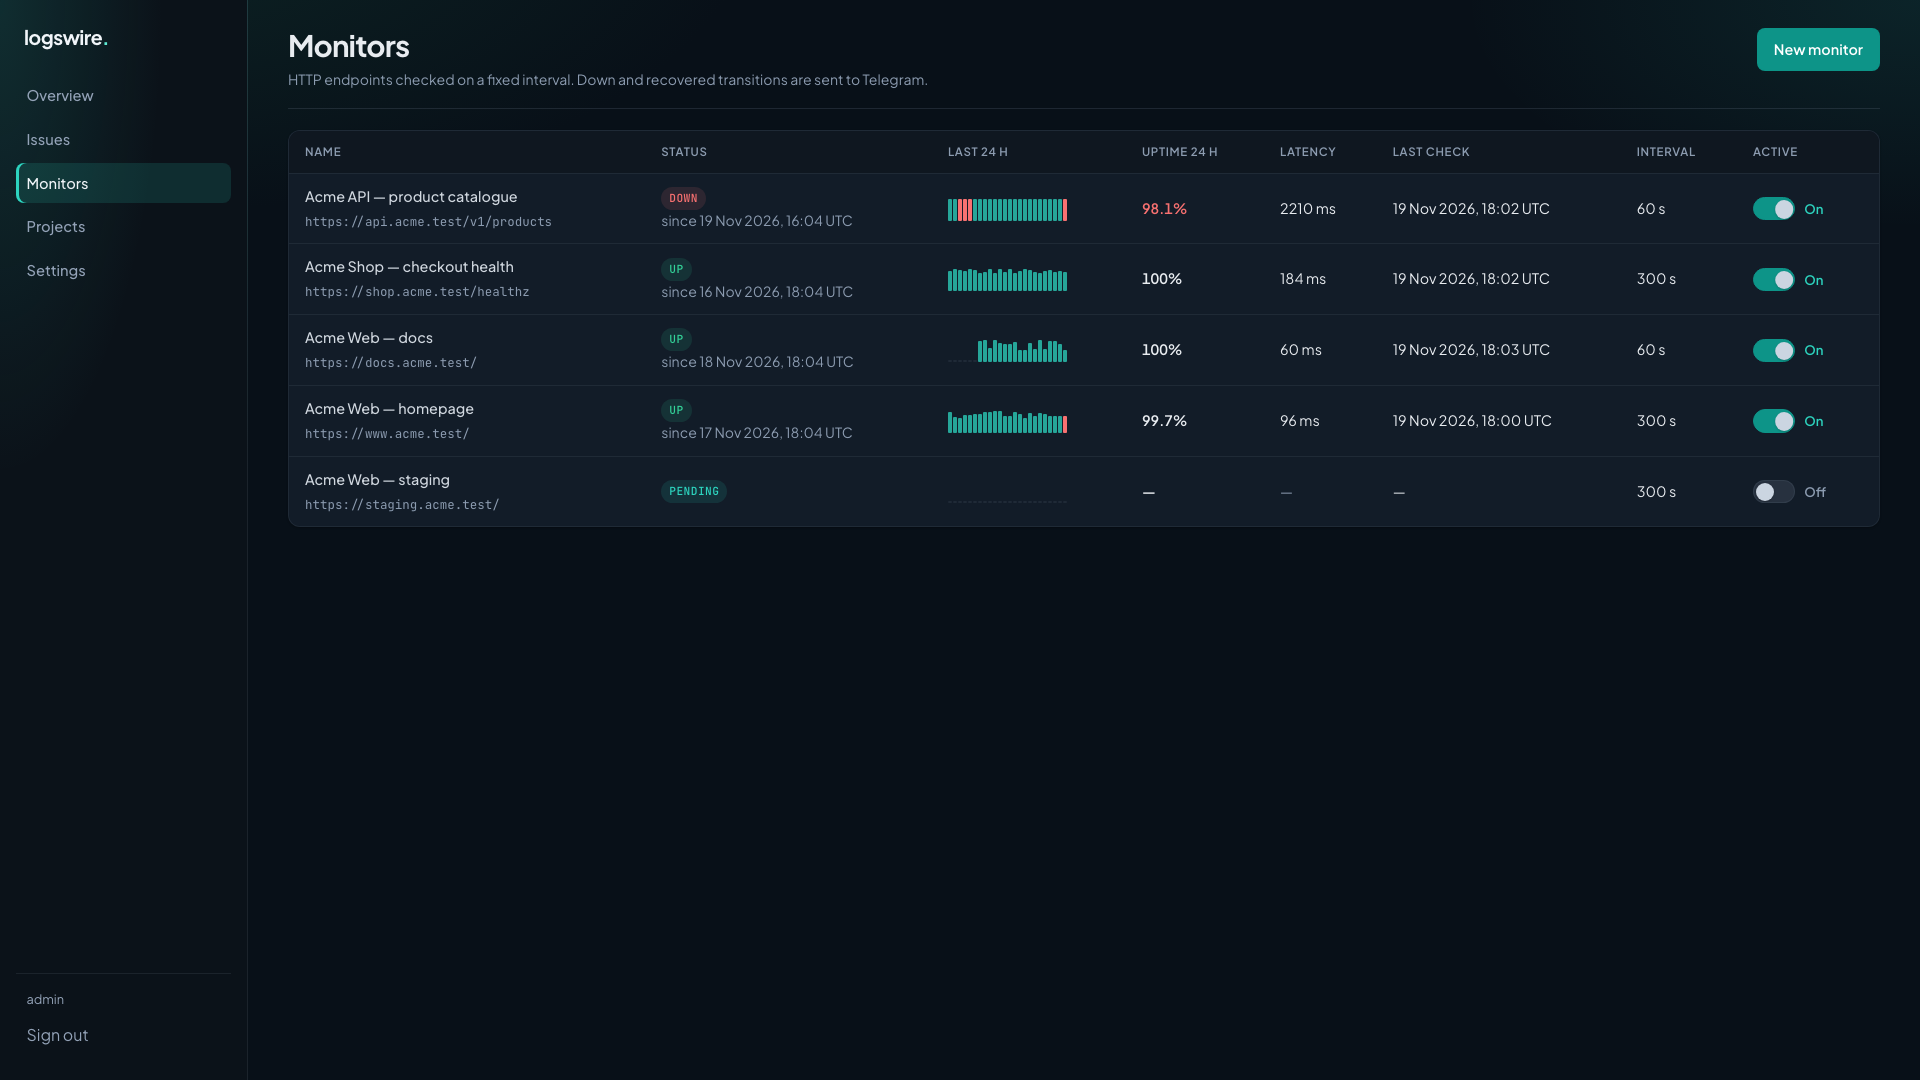 logswire.
Overview
Issues
Monitors
Projects
Settings
admin
Sign out
Monitors
HTTP endpoints checked on a fixed interval. Down and recovered transitions are sent to Telegram.
New monitor
NAME STATUS LAST 24 H UPTIME 24 H LATENCY LAST CHECK INTERVAL ACTIVE
Acme API — product catalogue
https://api.acme.test/v1/products
DOWN
since 19 Nov 2026, 16:04 UTC
98.1% 2210 ms 19 Nov 2026, 18:02 UTC 60 s On
Acme Shop — checkout health
https://shop.acme.test/healthz
UP
since 16 Nov 2026, 18:04 UTC
100% 184 ms 19 Nov 2026, 18:02 UTC 300 s On
Acme Web — docs
https://docs.acme.test/
UP
since 18 Nov 2026, 18:04 UTC
100% 60 ms 19 Nov 2026, 18:03 UTC 60 s On
Acme Web — homepage
https://www.acme.test/
UP
since 17 Nov 2026, 18:04 UTC
99.7% 96 ms 19 Nov 2026, 18:00 UTC 300 s On
Acme Web — staging
https://staging.acme.test/
PENDING
— — — 300 s Off